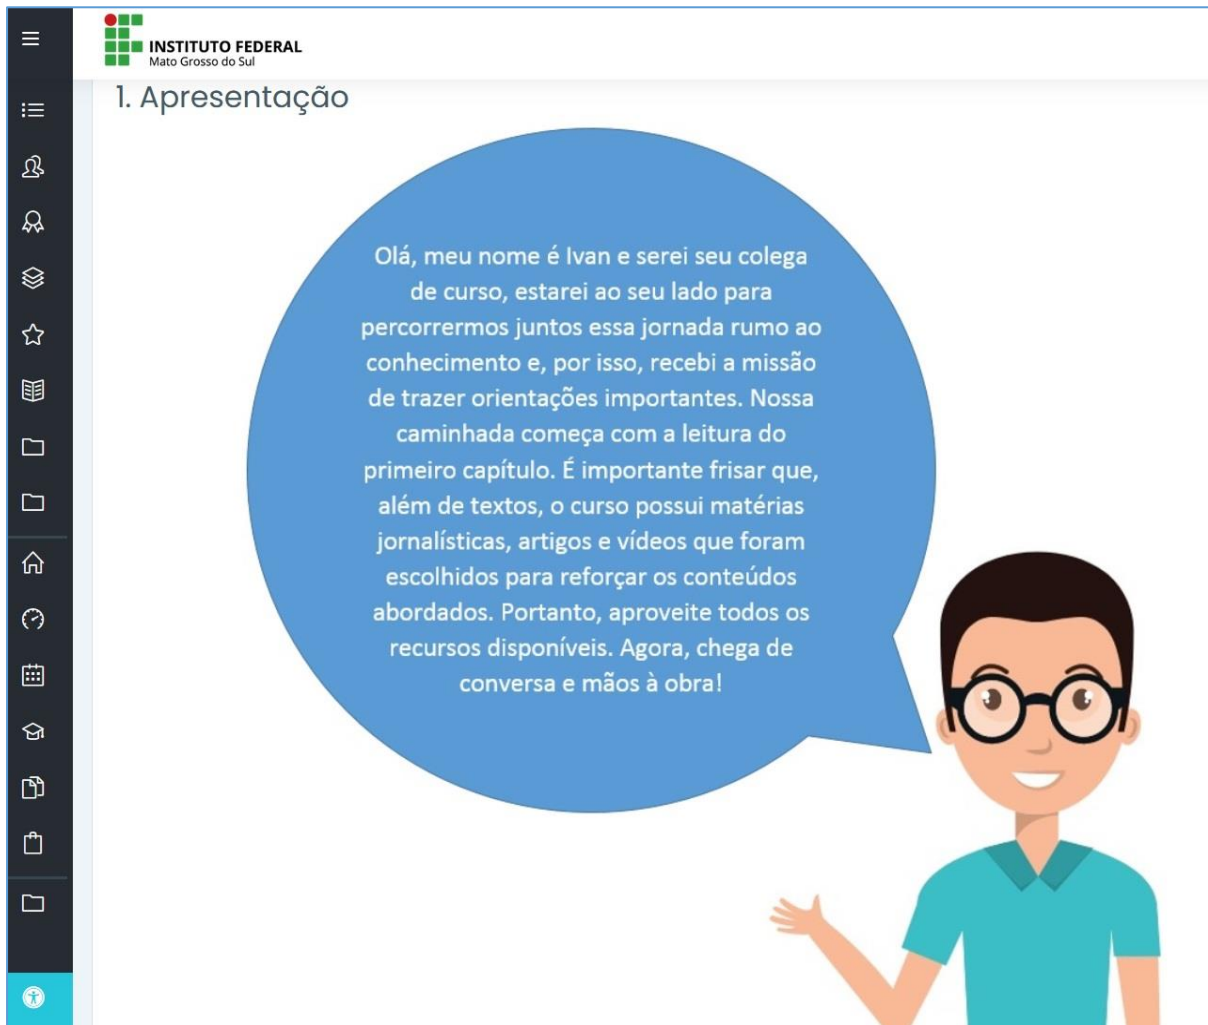 INSTITUTO FEDERAL
Mato Grosso do Sul
1. Apresentação
Olá, meu nome é Ivan e serei seu colega
de curso, estarei ao seu lado para
percorrermos juntos essa jornada rumo ao
conhecimento e, por isso, recebi a missão
de trazer orientações importantes. Nossa
caminhada começa com a leitura do
primeiro capítulo. É importante frisar que,
além de textos, o curso possui matérias
jornalísticas, artigos e vídeos que foram
escolhidos para reforçar os conteúdos
abordados. Portanto, aproveite todos os
recursos disponíveis. Agora, chega de
conversa e mãos à obra!